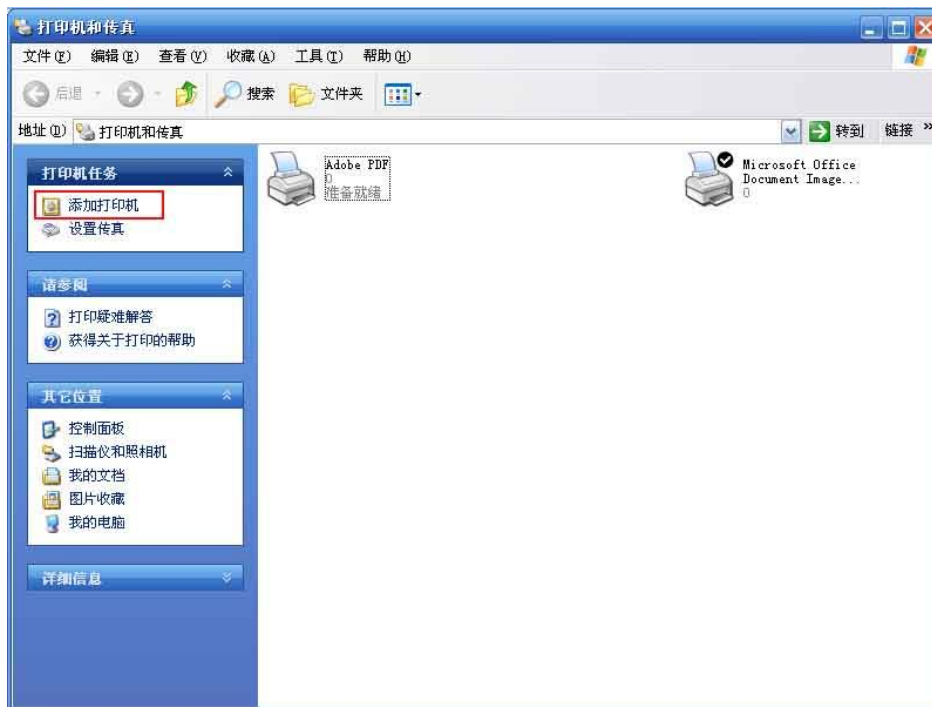 打印机和传真
文件(F) 编辑(E) 查看(V) 收藏(A) 工具(T) 帮助(H)
后退 搜索 文件夹
地址(D) 打印机和传真 转到 链接 »
打印机任务
添加打印机
设置传真
请参阅
打印疑难解答
获得关于打印的帮助
其它位置
控制面板
扫描仪和照相机
我的文档
图片收藏
我的电脑
详细信息
Adobe PDF
0
准备就绪
Microsoft Office
Document Image...
0